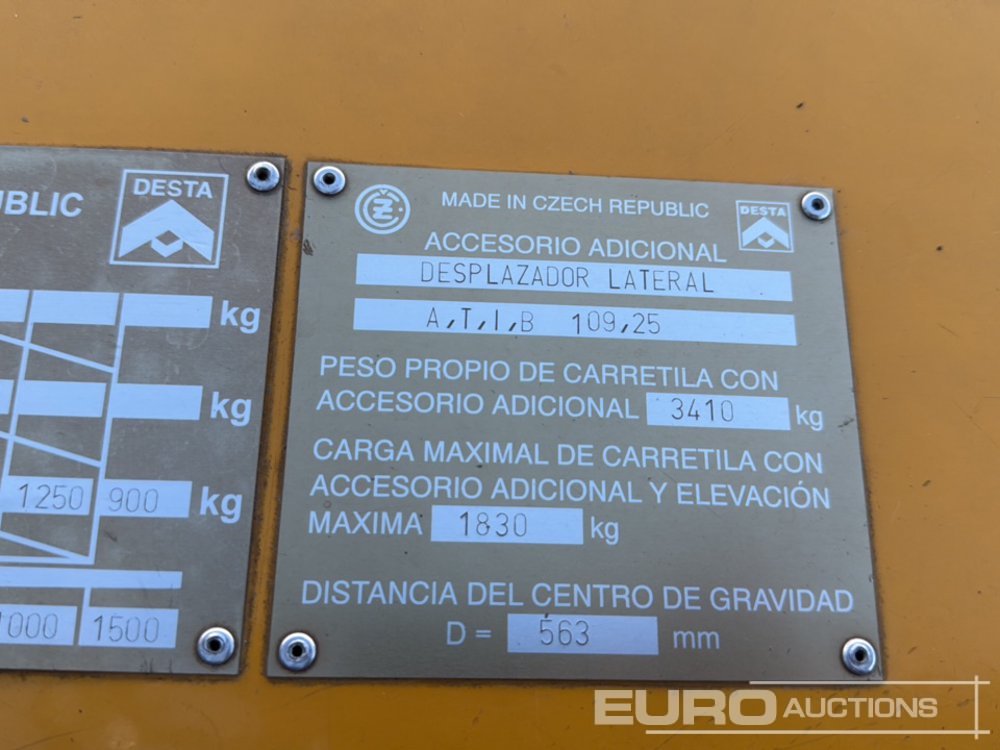 UBLIC
DESTA
kg
kg
1250 900 kg
1000 1500
ČZ
MADE IN CZECH REPUBLIC
DESTA
ACCESORIO ADICIONAL
DESPLAZADOR LATERAL
A,T,I,B 109,25
PESO PROPIO DE CARRETILA CON
ACCESORIO ADICIONAL 3410 kg
CARGA MAXIMAL DE CARRETILA CON
ACCESORIO ADICIONAL Y ELEVACIÓN
MAXIMA 1830 kg
DISTANCIA DEL CENTRO DE GRAVIDAD
D = 563 mm
EURO AUCTIONS